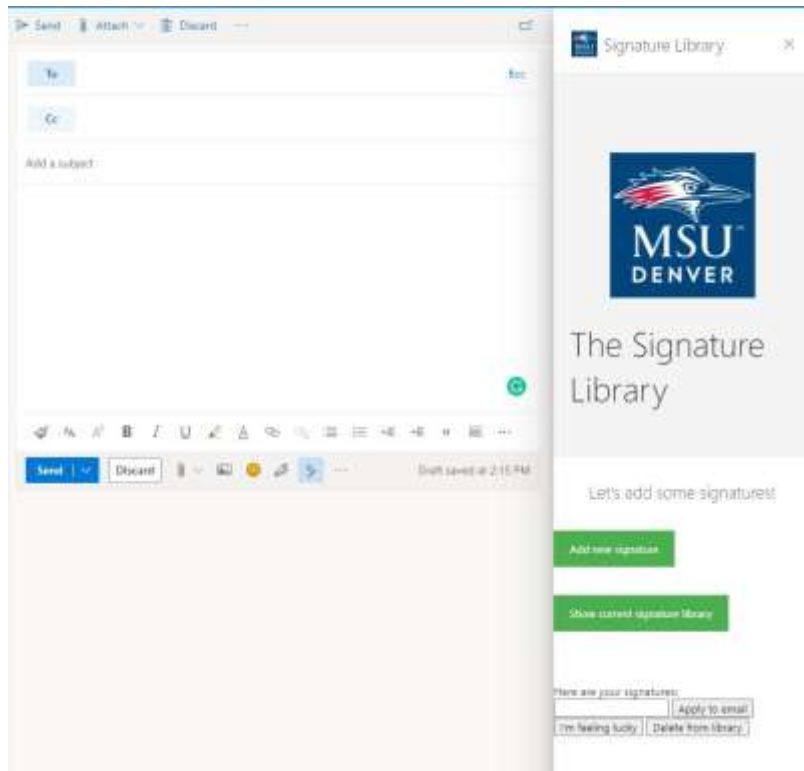 Send Attach Discard ...
To Bcc
Cc
Add a subject
B I U A
Send Discard ... Draft saved at 2:15 PM
Signature Library ×
MSU
DENVER
The Signature
Library
Let's add some signatures!
Add new signature
Show current signature library
Here are your signatures:
Apply to email
I'm feeling lucky Delete from library